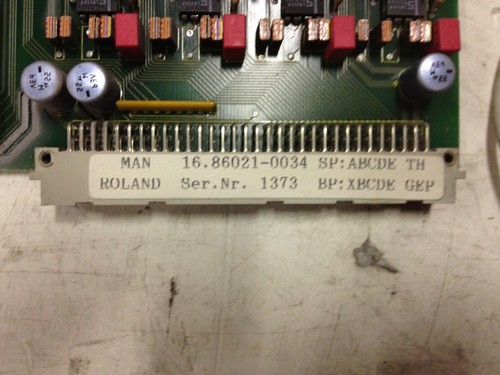 MAN 16.86021-0034 SP:ABCDE TH
ROLAND Ser.Nr. 1373 BP:XBCDE GEP